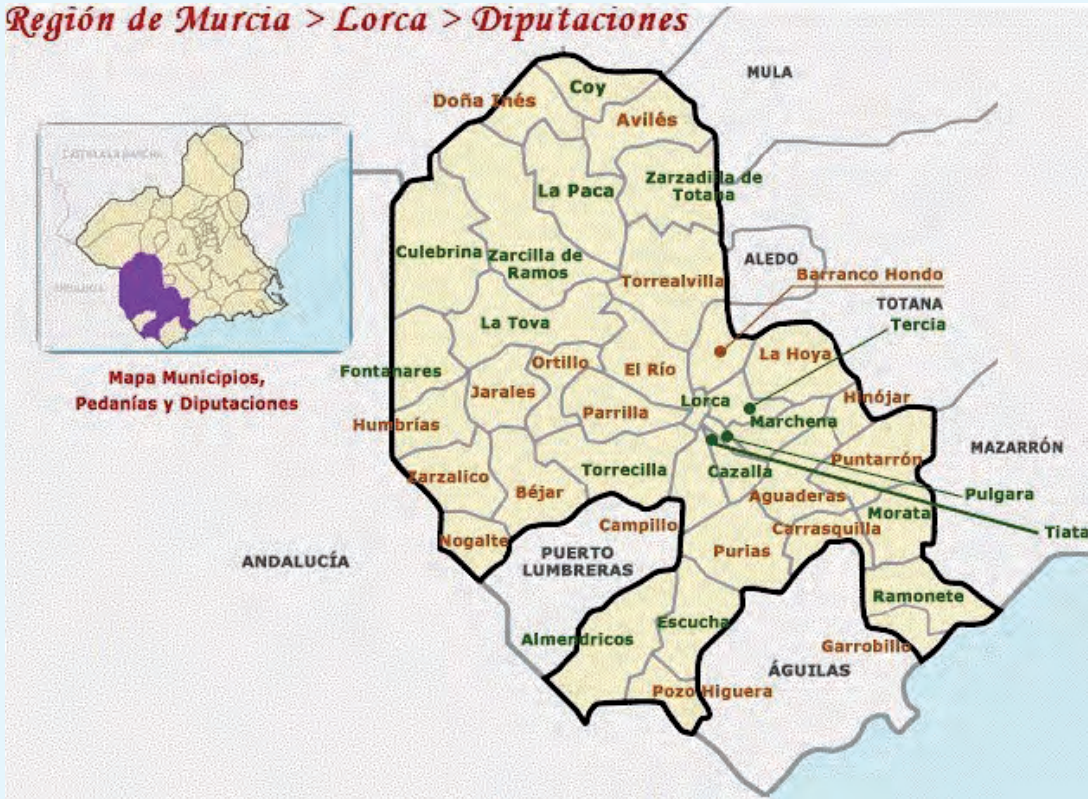 Región de Murcia > Lorca > Diputaciones
MULA
Coy
Doña Inés
Avilés
La Paca
Zarzadilla de
Totana
Culebrina
Zarcilla de
Ramos
ALEDO
Torrealvilla
Barranco Hondo
TOTANA
Tercia
La Tova
La Hoya
Ortillo
El Río
Fontanares
Mapa Municipios,
Pedanías y Diputaciones
Jarales
Hinójar
Lorca
Parrilla
Marchena
Humbrías
MAZARRÓN
Puntarrón
Torrecilla
Cazalla
Zarzalico
Béjar
Aguaderas
Pulgara
Morata
Campillo
Carrasquilla
Tiata
Nogalte
PUERTO
LUMBRERAS
Purias
ANDALUCÍA
Ramonete
Escucha
Almendricos
Garrobillo
ÁGUILAS
Pozo Higuera